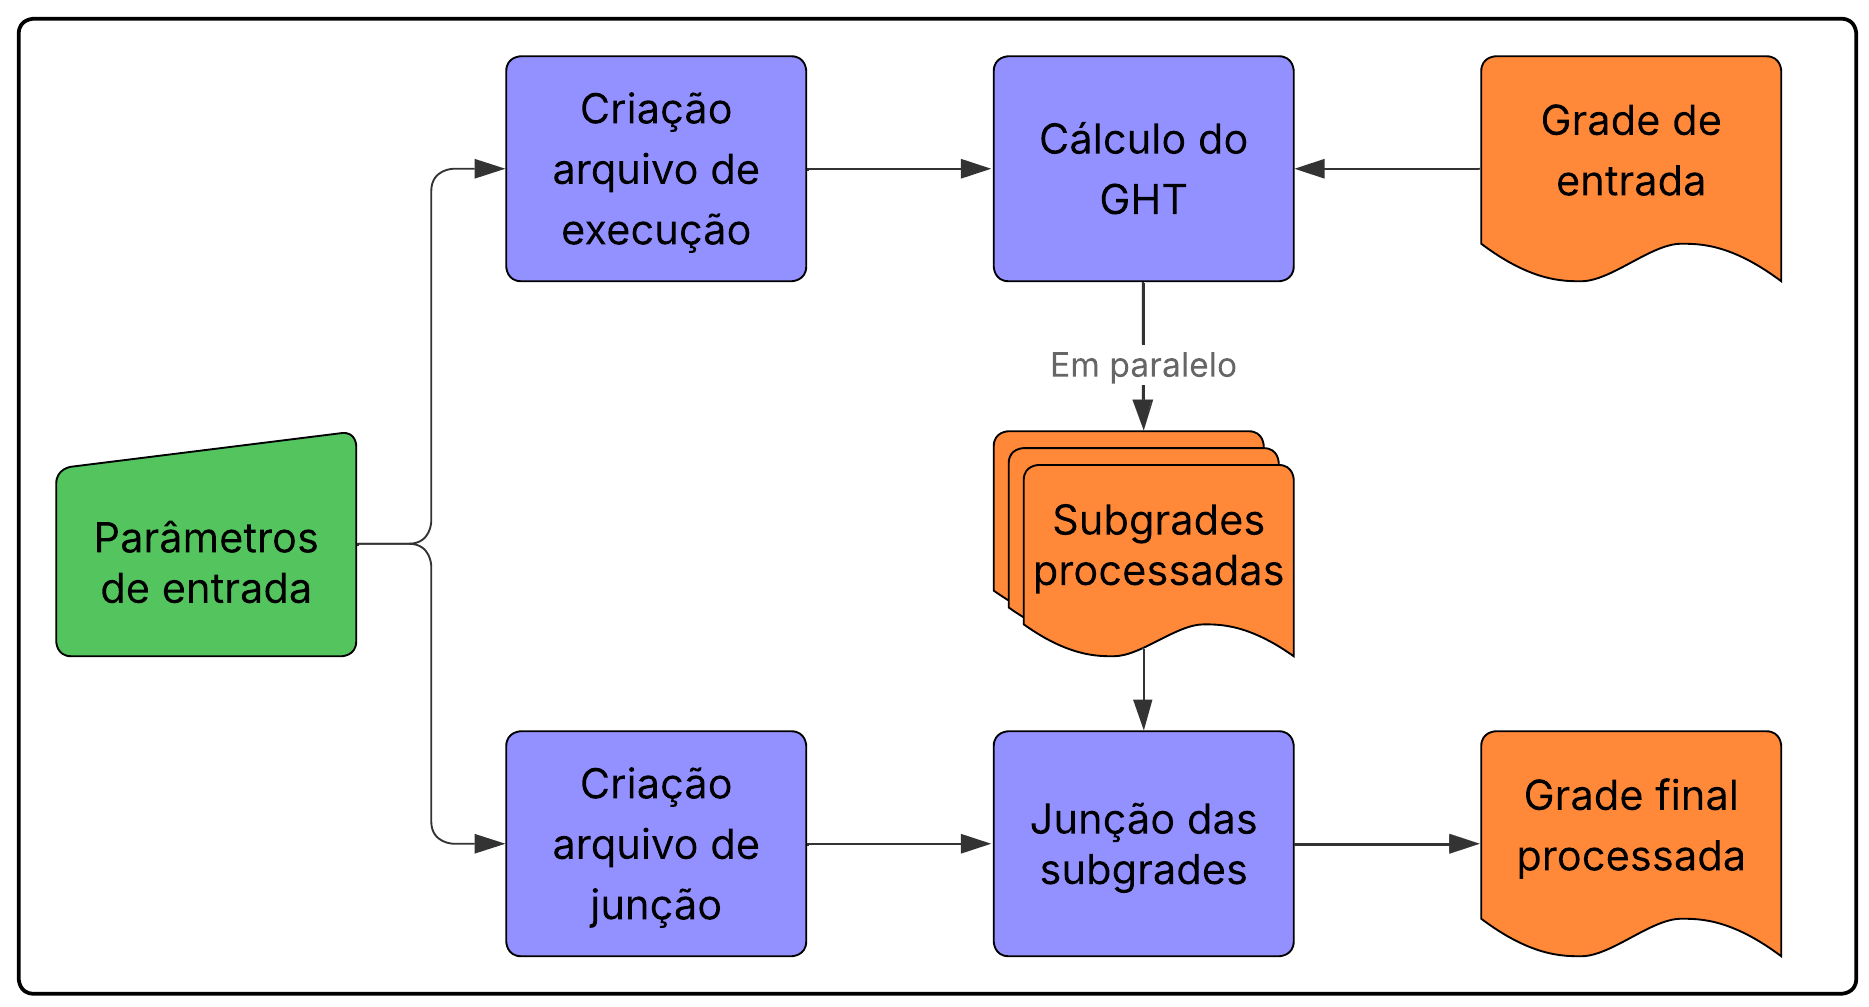 Criação
arquivo de
execução
Cálculo do
GHT
Grade de
entrada
Em paralelo
Parâmetros
de entrada
Subgrades
processadas
Criação
arquivo de
junção
Junção das
subgrades
Grade final
processada